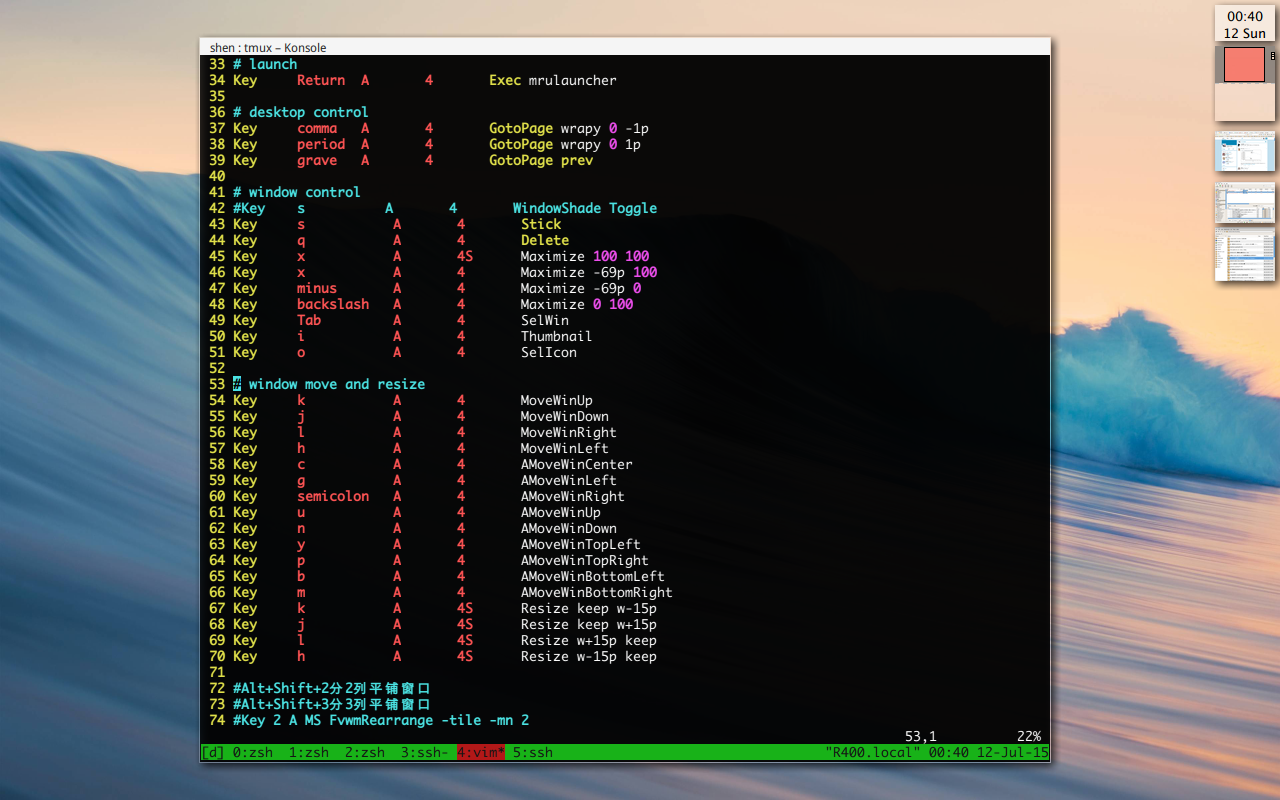 shen : tmux – Konsole
00:40
12 Sun
33 # launch
34 Key Return A 4 Exec mrulauncher
35
36 # desktop control
37 Key comma A 4 GotoPage wrapy 0 -1p
38 Key period A 4 GotoPage wrapy 0 1p
39 Key grave A 4 GotoPage prev
40
41 # window control
42 #Key s A 4 WindowShade Toggle
43 Key s A 4 Stick
44 Key q A 4 Delete
45 Key x A 4S Maximize 100 100
46 Key x A 4 Maximize -69p 100
47 Key minus A 4 Maximize -69p 0
48 Key backslash A 4 Maximize 0 100
49 Key Tab A 4 SelWin
50 Key i A 4 Thumbnail
51 Key o A 4 SelIcon
52
53 # window move and resize
54 Key k A 4 MoveWinUp
55 Key j A 4 MoveWinDown
56 Key l A 4 MoveWinRight
57 Key h A 4 MoveWinLeft
58 Key c A 4 AMoveWinCenter
59 Key g A 4 AMoveWinLeft
60 Key semicolon A 4 AMoveWinRight
61 Key u A 4 AMoveWinUp
62 Key n A 4 AMoveWinDown
63 Key y A 4 AMoveWinTopLeft
64 Key p A 4 AMoveWinTopRight
65 Key b A 4 AMoveWinBottomLeft
66 Key m A 4 AMoveWinBottomRight
67 Key k A 4S Resize keep w-15p
68 Key j A 4S Resize keep w+15p
69 Key l A 4S Resize w+15p keep
70 Key h A 4S Resize w-15p keep
71
72 #Alt+Shift+2分2列平铺窗口
73 #Alt+Shift+3分3列平铺窗口
74 #Key 2 A MS FvwmRearrange -tile -mn 2
53,1 22%
[d] 0:zsh 1:zsh 2:zsh 3:ssh- 4:vim* 5:ssh "R400.local" 00:40 12-Jul-15